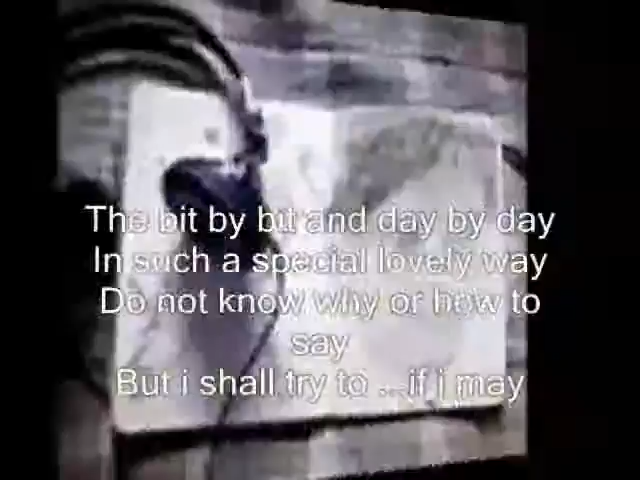 The bit by bit and day by day
In such a special lovely way
Do not know why or how to
say
But i shall try to ...if i may